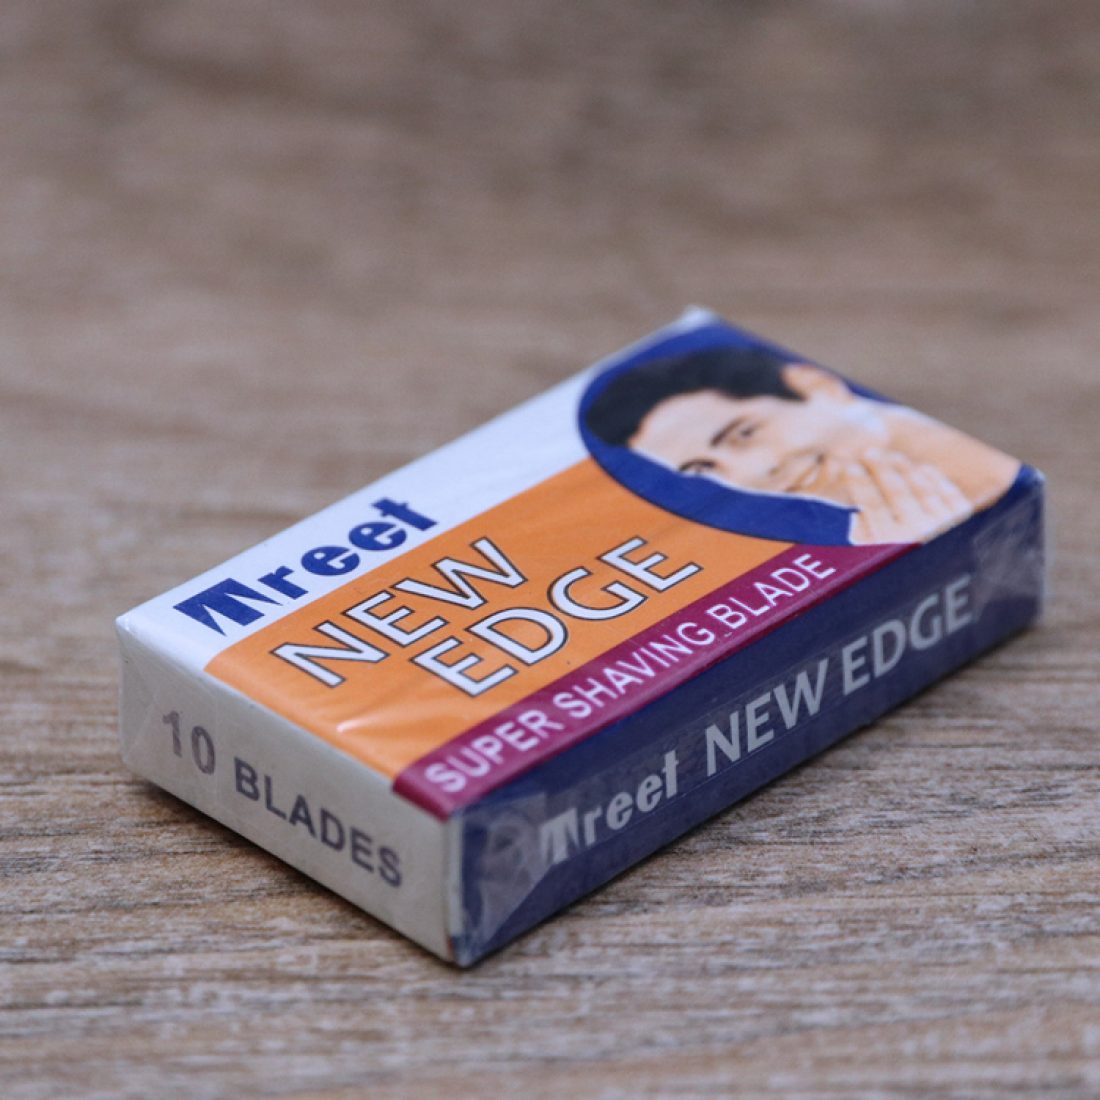 Treet
NEW
EDGE
SUPER SHAVING BLADE
10 BLADES
Treet NEW EDGE